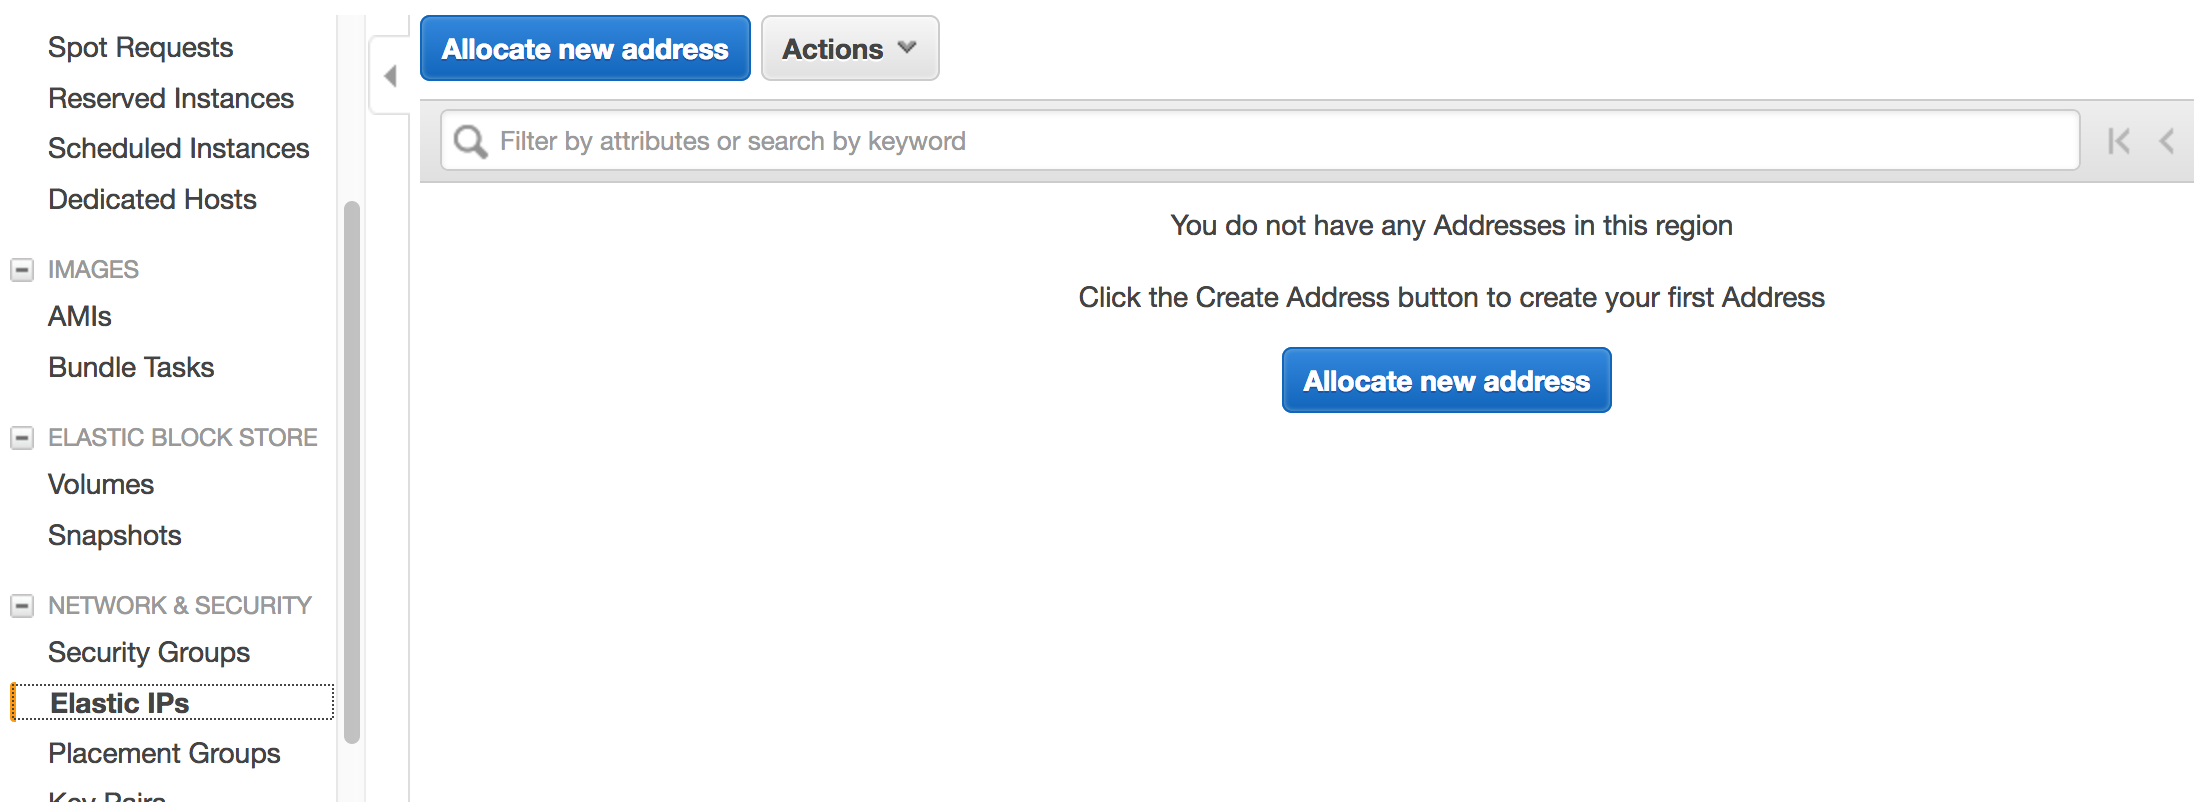 Spot Requests
Reserved Instances
Scheduled Instances
Dedicated Hosts
IMAGES
AMIs
Bundle Tasks
ELASTIC BLOCK STORE
Volumes
Snapshots
NETWORK & SECURITY
Security Groups
Elastic IPs
Placement Groups
Key Pairs
Allocate new address
Actions
Filter by attributes or search by keyword
You do not have any Addresses in this region
Click the Create Address button to create your first Address
Allocate new address